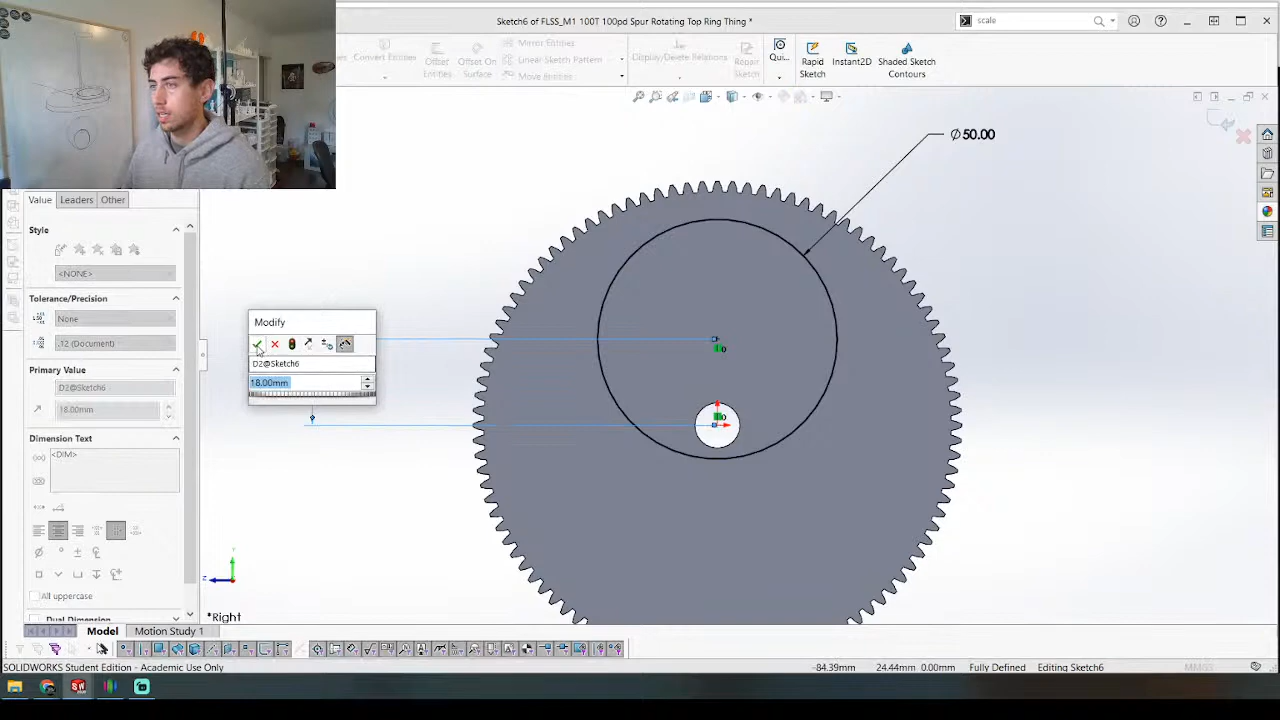 Sketch6 of FLSS_M1 100T 100pd Spur Rotating Top Ring Thing *
scale
Convert Entities
Offset Entities
Offset On Surface
Mirror Entities
Linear Sketch Pattern
Move Entities
Display/Delete Relations
Repair Sketch
Qui...
Rapid Sketch
Instant2D
Shaded Sketch Contours
Ø50.00
Value
Leaders
Other
Style
<NONE>
Tolerance/Precision
None
.12 (Document)
Primary Value
D2@Sketch6
18.00mm
Dimension Text
<DIM>
All uppercase
Dual Dimension
Modify
D2@Sketch6
18.00mm
*Right
Model
Motion Study 1
SOLIDWORKS Student Edition - Academic Use Only
-84.39mm
24.44mm 0.00mm
Fully Defined
Editing Sketch6
MMGS